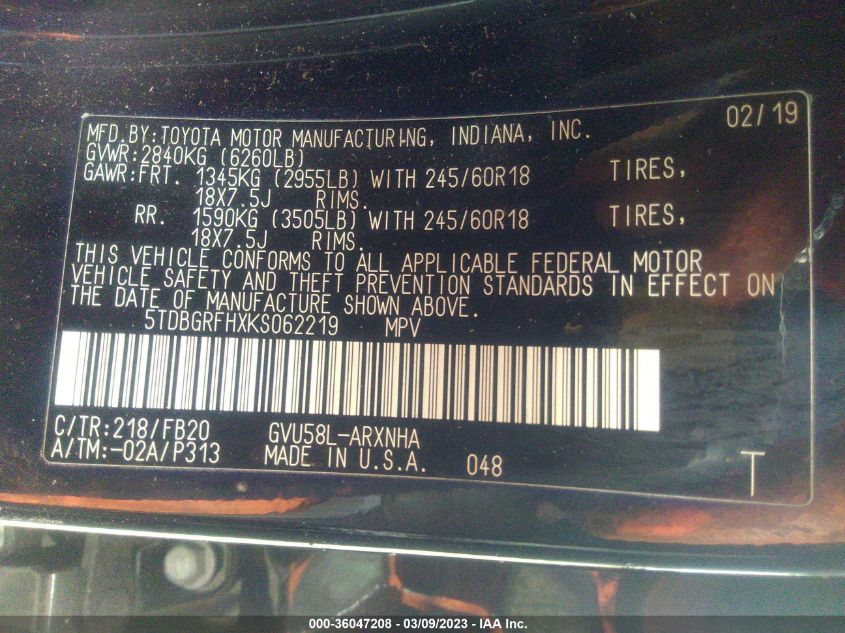 02/19
MFD.BY:TOYOTA MOTOR MANUFACTURING, INDIANA, INC.
GVWR:2840KG (6260LB)
GAWR:FRT. 1345KG (2955LB) WITH 245/60R18 TIRES,
18X7.5J RIMS.
RR. 1590KG (3505LB) WITH 245/60R18 TIRES,
18X7.5J RIMS.
THIS VEHICLE CONFORMS TO ALL APPLICABLE FEDERAL MOTOR
VEHICLE SAFETY AND THEFT PREVENTION STANDARDS IN EFFECT ON
THE DATE OF MANUFACTURE SHOWN ABOVE.
5TDBGRFHXKS062219 MPV
C/TR:218/FB20 GVU58L-ARXNHA
A/TM:-02A/P313 MADE IN U.S.A. 048
T
000-36047208 - 03/09/2023 - IAA Inc.